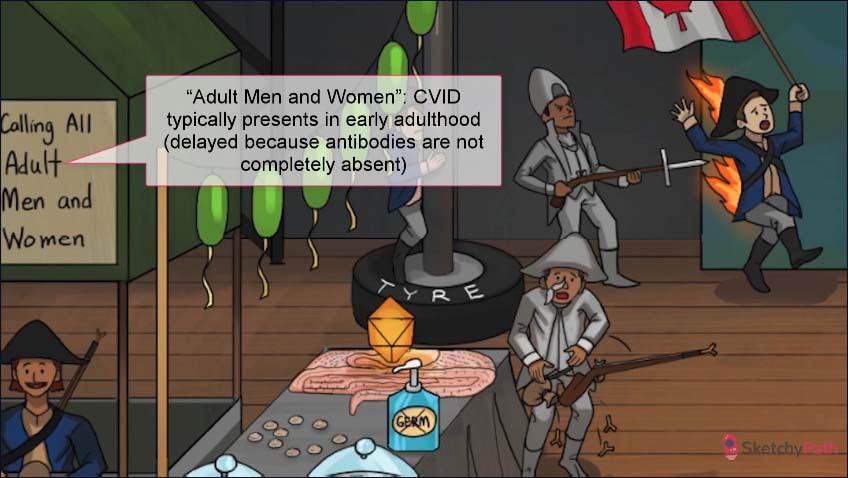 "Adult Men and Women": CVID
typically presents in early adulthood
(delayed because antibodies are not
completely absent)
Calling All
Adult
Men and
Women
TYRE
GERM
SketchyPath